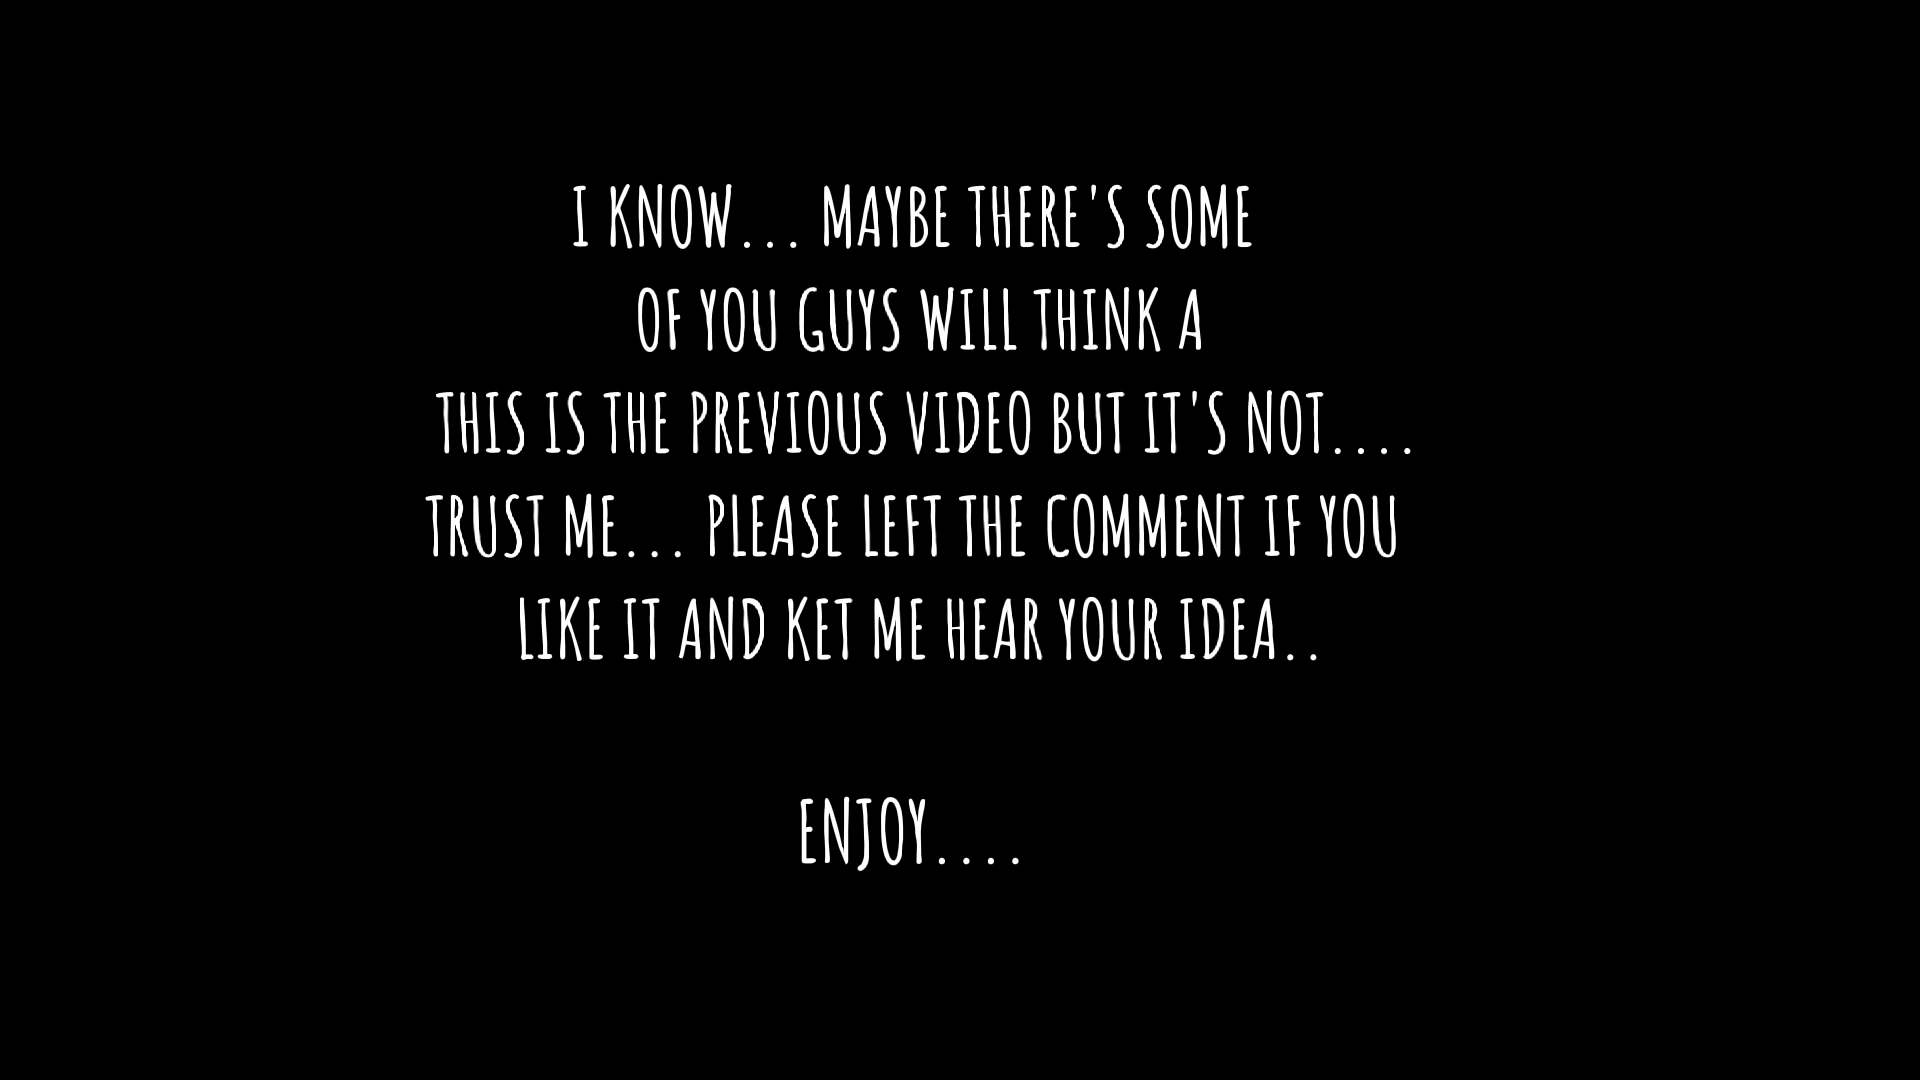 I KNOW... MAYBE THERE'S SOME
OF YOU GUYS WILL THINK A
THIS IS THE PREVIOUS VIDEO BUT IT'S NOT....
TRUST ME... PLEASE LEFT THE COMMENT IF YOU
LIKE IT AND KET ME HEAR YOUR IDEA..
ENJOY....